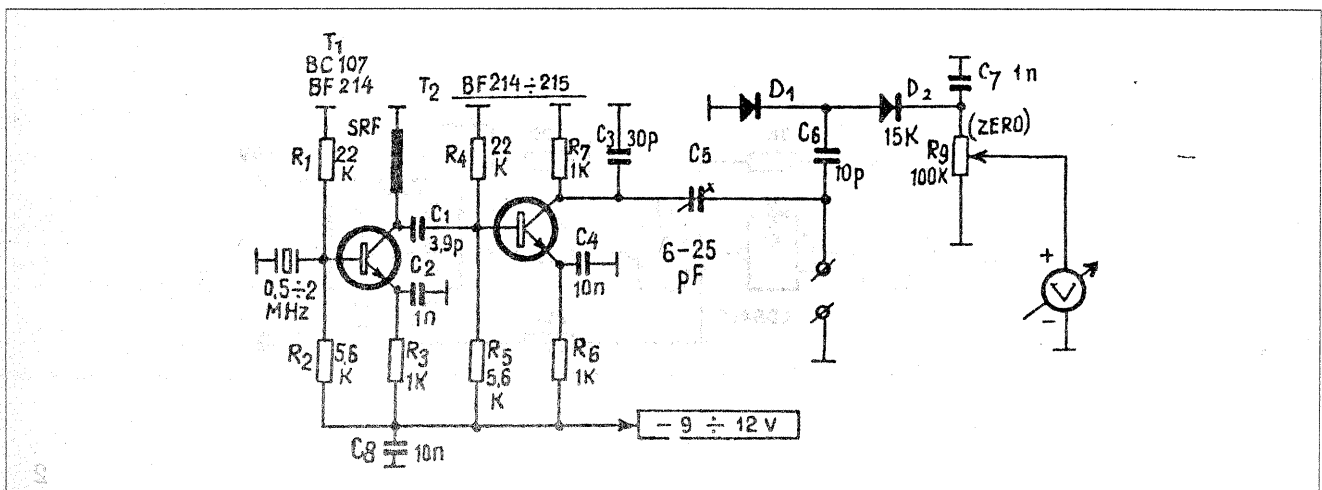 T1
BC 107
BF 214
T2 BF214÷215
SRF
R1 22 K
R4 22 K
R7 1K
C3 30p
C5
6-25 pF
D1
C6 10p
D2
15K
C7 1n
(ZERO)
R9 100K
C1 3,9p
C2 1n
C4 10n
0,5÷2 MHz
R2 5,6 K
R3 1K
R5 5,6 K
R6 1K
+
V
-
- 9 ÷ 12 V
C8 10n